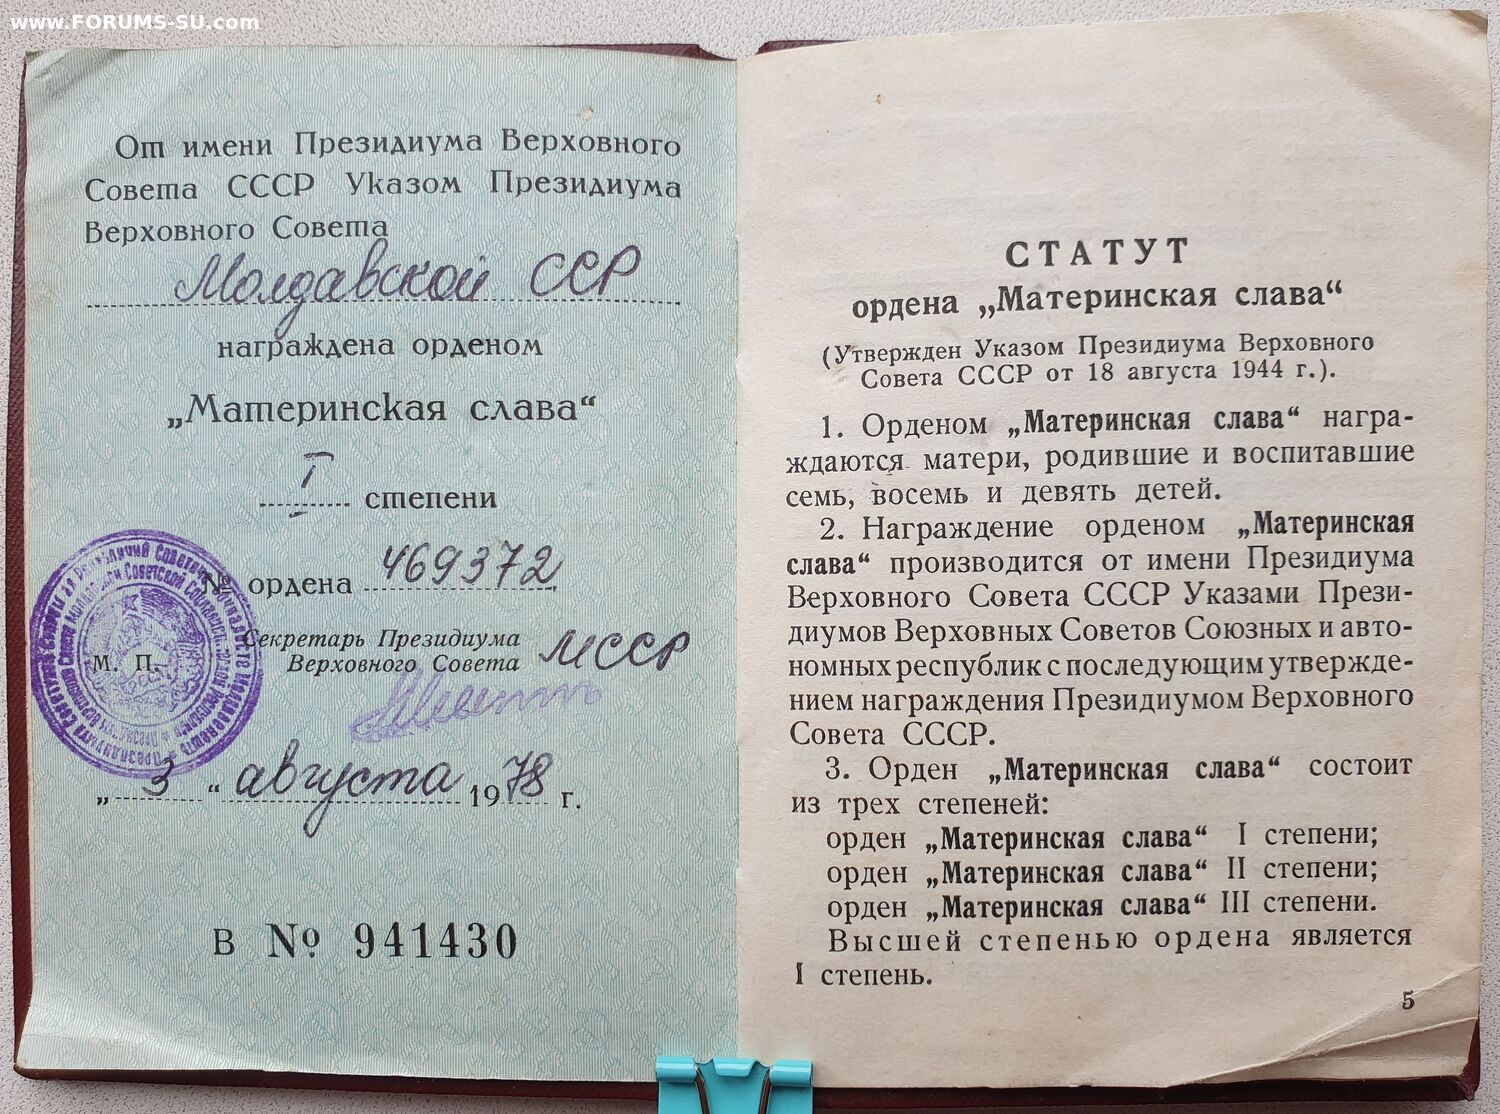 www.FORUMS-SU.com
От имени Президиума Верховного
Совета СССР Указом Президиума
Верховного Совета
Молдавской ССР
награждена орденом
„Материнская слава“
I
степени
№ ордена 469372
Секретарь Президиума
Верховного Совета МССР
М. П.
„ 3 “ августа 1978 г.
В № 941430
СТАТУТ
ордена „Материнская слава“
(Утвержден Указом Президиума Верховного
Совета СССР от 18 августа 1944 г.).
1. Орденом „Материнская слава“ награ-
ждаются матери, родившие и воспитавшие
семь, восемь и девять детей.
2. Награждение орденом „Материнская
слава“ производится от имени Президиума
Верховного Совета СССР Указами Прези-
диумов Верховных Советов Союзных и авто-
номных республик с последующим утвержде-
нием награждения Президиумом Верховного
Совета СССР.
3. Орден „Материнская слава“ состоит
из трех степеней:
орден „Материнская слава“ I степени;
орден „Материнская слава“ II степени;
орден „Материнская слава“ III степени.
Высшей степенью ордена является
I степень.
5